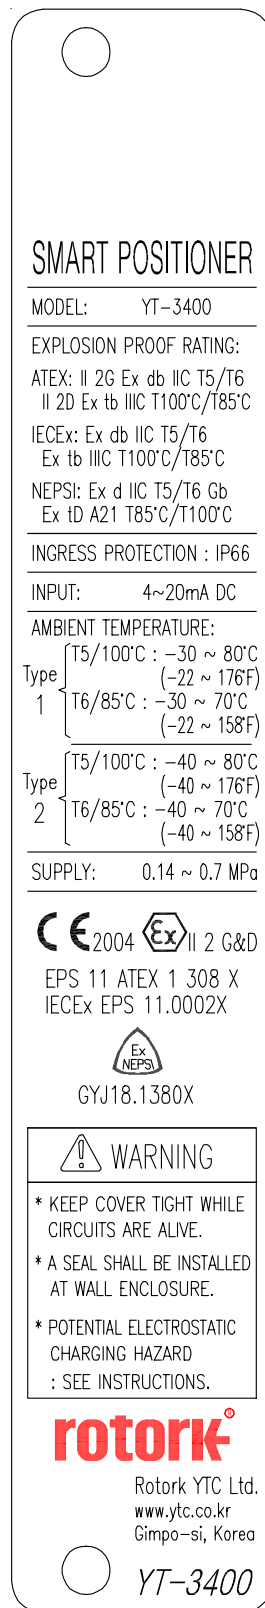 SMART POSITIONER
MODEL: YT-3400
EXPLOSION PROOF RATING:
ATEX: II 2G Ex db IIC T5/T6
II 2D Ex tb IIIC T100°C/T85°C
IECEx: Ex db IIC T5/T6
Ex tb IIIC T100°C/T85°C
NEPSI: Ex d IIC T5/T6 Gb
Ex tD A21 T85°C/T100°C
INGRESS PROTECTION : IP66
INPUT: 4~20mA DC
AMBIENT TEMPERATURE:
Type 1
T5/100°C : -30 ~ 80°C
(-22 ~ 176°F)
T6/85°C : -30 ~ 70°C
(-22 ~ 158°F)
Type 2
T5/100°C : -40 ~ 80°C
(-40 ~ 176°F)
T6/85°C : -40 ~ 70°C
(-40 ~ 158°F)
SUPPLY: 0.14 ~ 0.7 MPa
CE 2004 Ex II 2 G&D
EPS 11 ATEX 1 308 X
IECEx EPS 11.0002X
Ex
NEPSI
GYJ18.1380X
WARNING
* KEEP COVER TIGHT WHILE
CIRCUITS ARE ALIVE.
* A SEAL SHALL BE INSTALLED
AT WALL ENCLOSURE.
* POTENTIAL ELECTROSTATIC
CHARGING HAZARD
: SEE INSTRUCTIONS.
rotork®
Rotork YTC Ltd.
www.ytc.co.kr
Gimpo-si, Korea
YT-3400